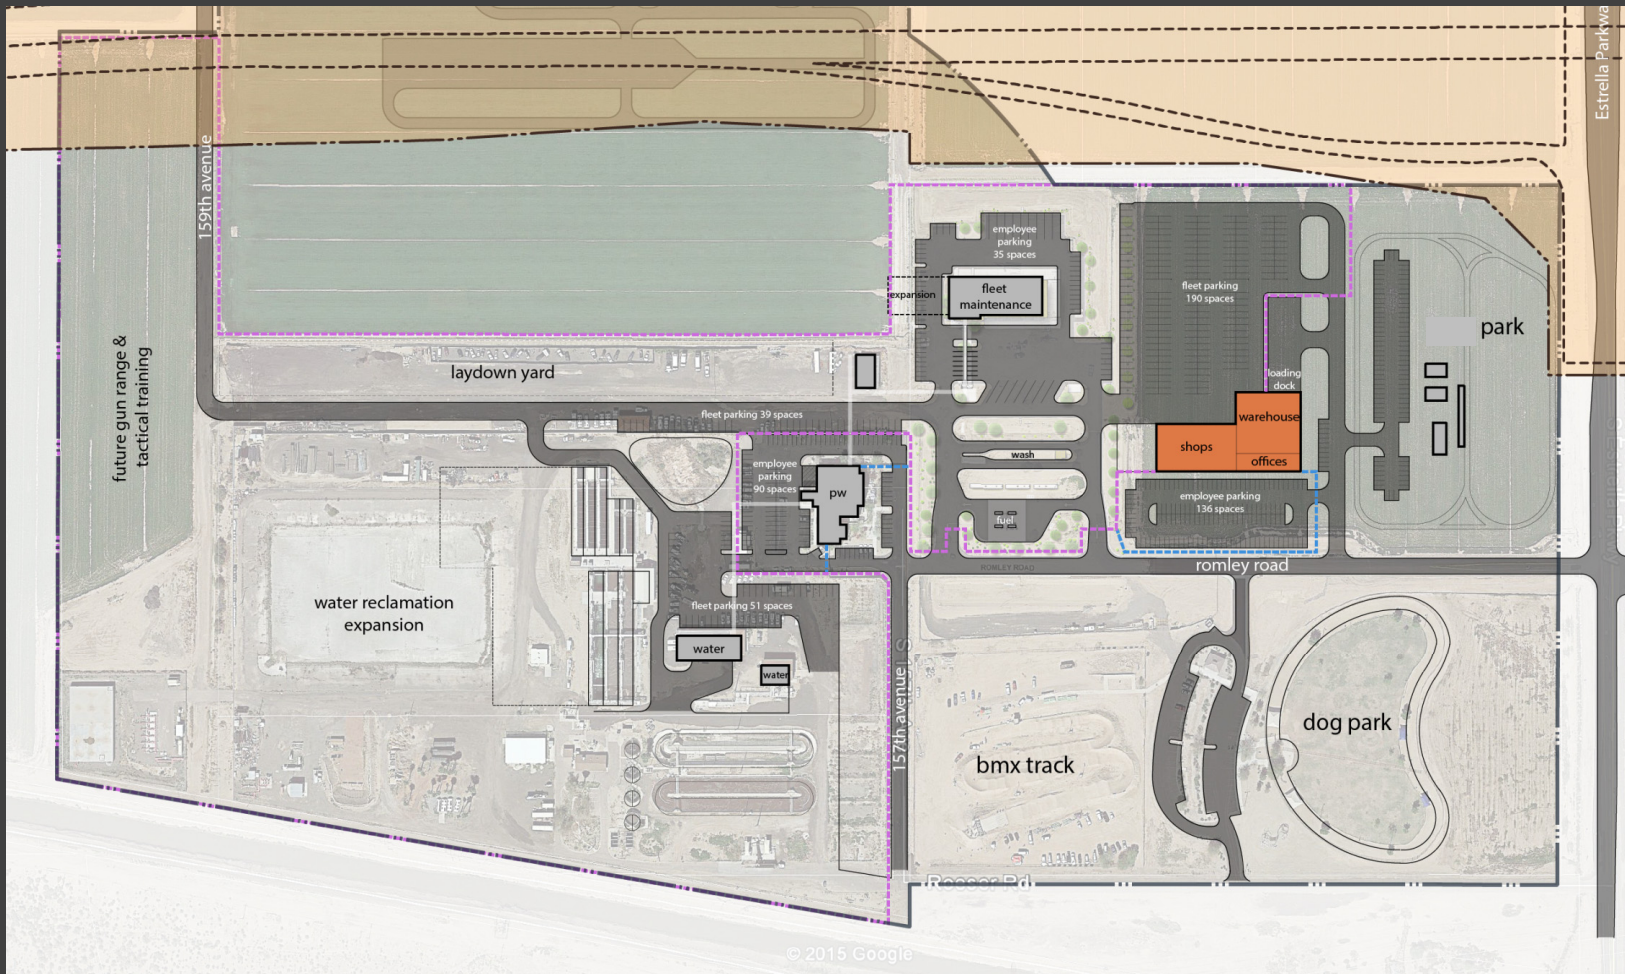 Estrella Parkwa
159th avenue
employee
parking
35 spaces
expansion
fleet
maintenance
fleet parking
190 spaces
park
future gun range &
tactical training
laydown yard
loading
dock
fleet parking 39 spaces
warehouse
shops
offices
wash
employee
parking
90 spaces
pw
employee parking
136 spaces
fuel
ROMLEY ROAD
romley road
water reclamation
expansion
fleet parking 51 spaces
water
water
157th avenue
S
dog park
bmx track
Reeser Rd
© 2015 Google